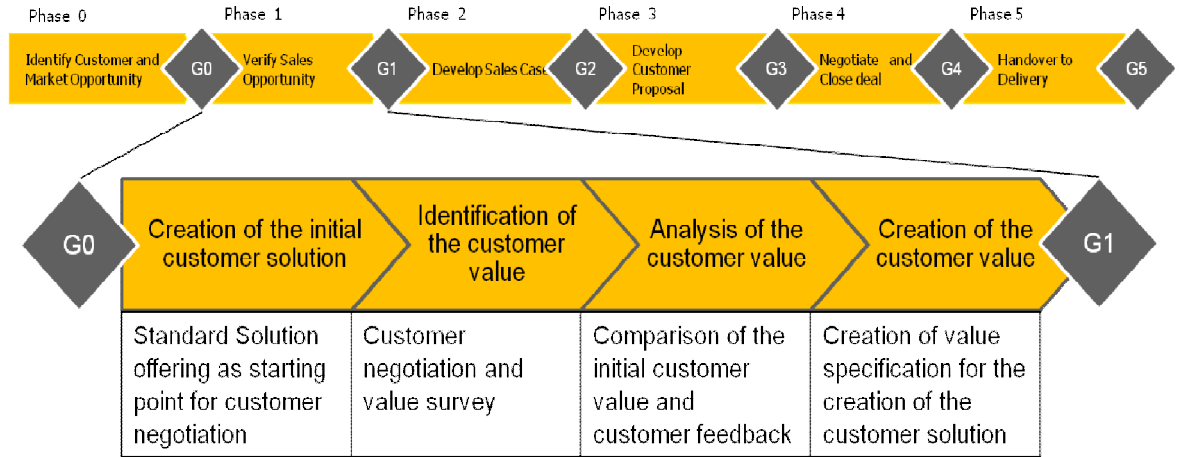 Phase 0
Phase 1
Phase 2
Phase 3
Phase 4
Phase 5
Identify Customer and
Market Opportunity
G0
Verify Sales
Opportunity
G1
Develop Sales Case
G2
Develop
Customer
Proposal
G3
Negotiate and
Close deal
G4
Handover to
Delivery
G5
G0
Creation of the initial
customer solution
Identification of
the customer
value
Analysis of the
customer value
Creation of the
customer value
G1
Standard Solution
offering as starting
point for customer
negotiation
Customer
negotiation and
value survey
Comparison of the
initial customer
value and
customer feedback
Creation of value
specification for the
creation of the
customer solution